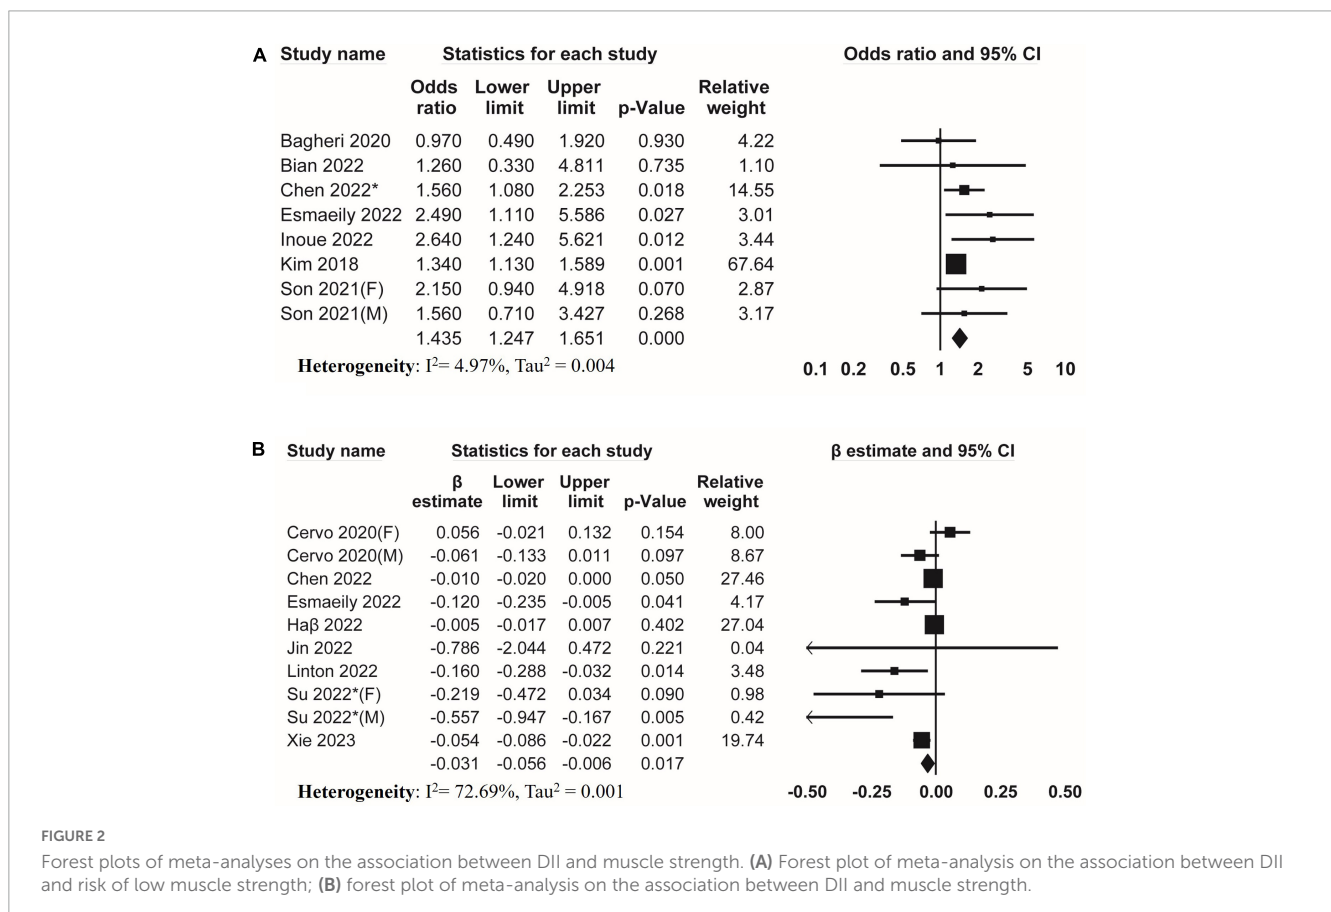 A Study name Statistics for each study Odds ratio and 95% CI
Odds Lower Upper Relative
ratio limit limit p-Value weight
Bagheri 2020 0.970 0.490 1.920 0.930 4.22
Bian 2022 1.260 0.330 4.811 0.735 1.10
Chen 2022* 1.560 1.080 2.253 0.018 14.55
Esmaeily 2022 2.490 1.110 5.586 0.027 3.01
Inoue 2022 2.640 1.240 5.621 0.012 3.44
Kim 2018 1.340 1.130 1.589 0.001 67.64
Son 2021(F) 2.150 0.940 4.918 0.070 2.87
Son 2021(M) 1.560 0.710 3.427 0.268 3.17
1.435 1.247 1.651 0.000
Heterogeneity: I²= 4.97%, Tau² = 0.004
0.1 0.2 0.5 1 2 5 10
B Study name Statistics for each study β estimate and 95% CI
β Lower Upper Relative
estimate limit limit p-Value weight
Cervo 2020(F) 0.056 -0.021 0.132 0.154 8.00
Cervo 2020(M) -0.061 -0.133 0.011 0.097 8.67
Chen 2022 -0.010 -0.020 0.000 0.050 27.46
Esmaeily 2022 -0.120 -0.235 -0.005 0.041 4.17
Haβ 2022 -0.005 -0.017 0.007 0.402 27.04
Jin 2022 -0.786 -2.044 0.472 0.221 0.04
Linton 2022 -0.160 -0.288 -0.032 0.014 3.48
Su 2022*(F) -0.219 -0.472 0.034 0.090 0.98
Su 2022*(M) -0.557 -0.947 -0.167 0.005 0.42
Xie 2023 -0.054 -0.086 -0.022 0.001 19.74
-0.031 -0.056 -0.006 0.017
Heterogeneity: I²= 72.69%, Tau² = 0.001
-0.50 -0.25 0.00 0.25 0.50
FIGURE 2
Forest plots of meta-analyses on the association between DII and muscle strength. (A) Forest plot of meta-analysis on the association between DII
and risk of low muscle strength; (B) forest plot of meta-analysis on the association between DII and muscle strength.